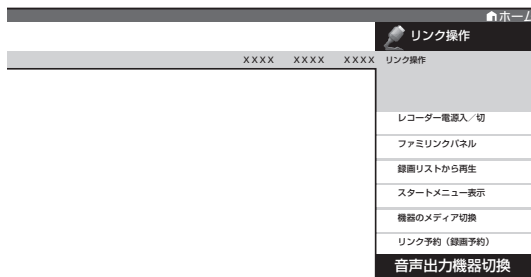 ホーム
リンク操作
XXXX XXXX XXXX リンク操作
レコーダー電源入／切
ファミリンクパネル
録画リストから再生
スタートメニュー表示
機器のメディア切換
リンク予約（録画予約）
音声出力機器切換